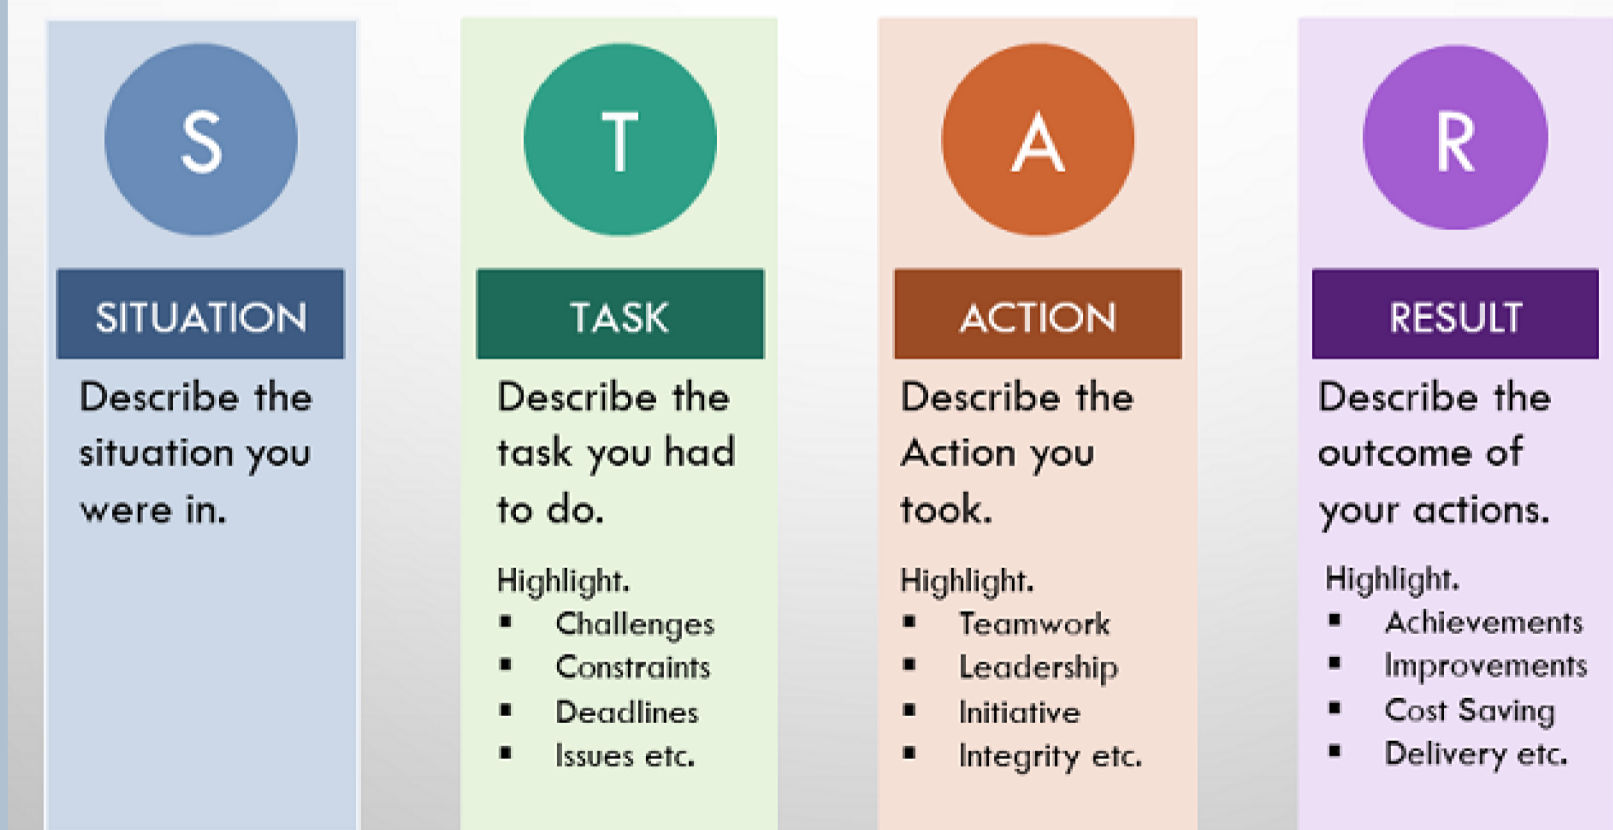 S
SITUATION
Describe the
situation you
were in.
T
TASK
Describe the
task you had
to do.
Highlight.
▪ Challenges
▪ Constraints
▪ Deadlines
▪ Issues etc.
A
ACTION
Describe the
Action you
took.
Highlight.
▪ Teamwork
▪ Leadership
▪ Initiative
▪ Integrity etc.
R
RESULT
Describe the
outcome of
your actions.
Highlight.
▪ Achievements
▪ Improvements
▪ Cost Saving
▪ Delivery etc.